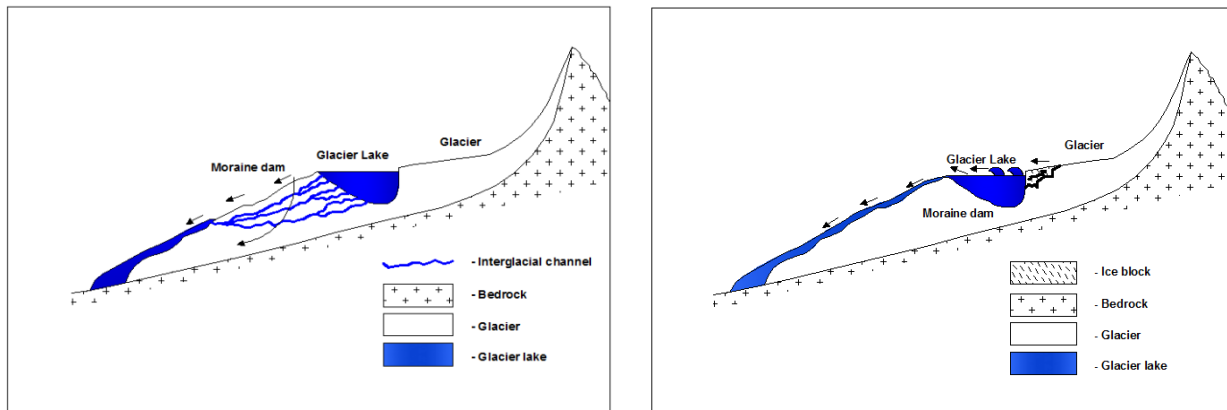 Glacier
Glacier Lake
Moraine dam
- Interglacial channel
- Bedrock
- Glacier
- Glacier lake
Glacier
Glacier Lake
Moraine dam
- Ice block
- Bedrock
- Glacier
- Glacier lake